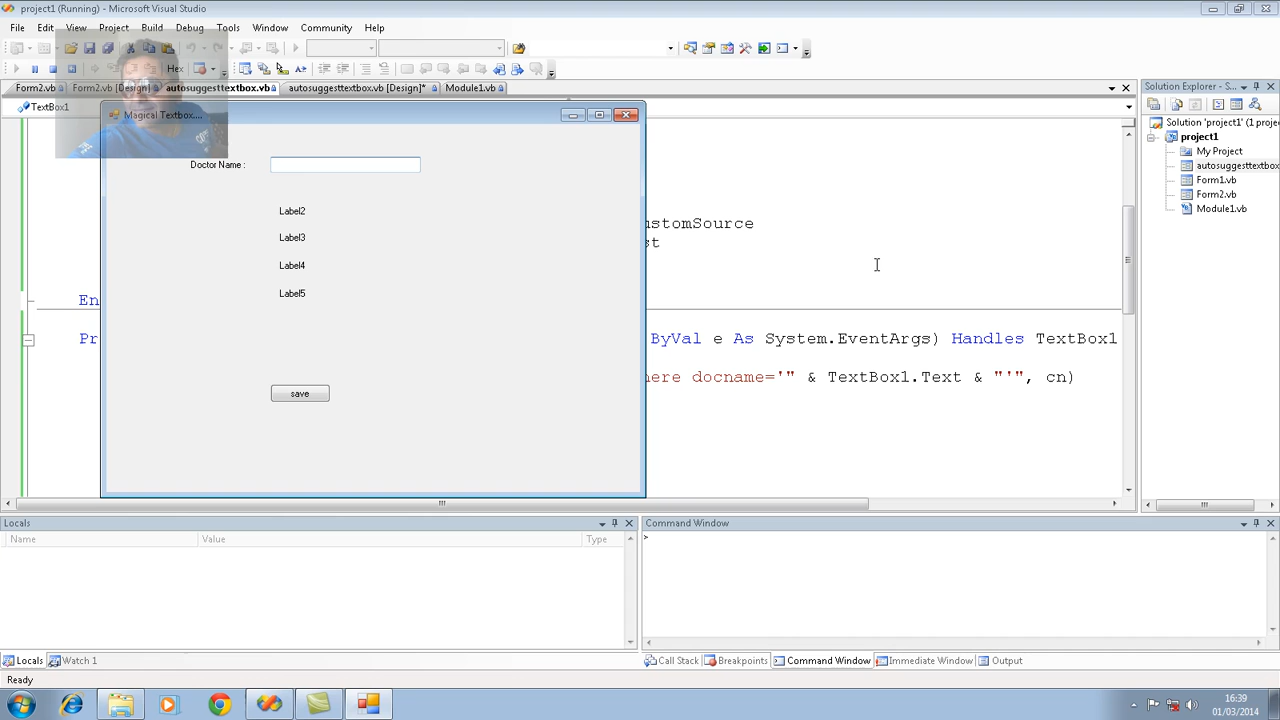 project1 (Running) - Microsoft Visual Studio
File Edit View Project Build Debug Tools Window Community Help
Hex
Form2.vb Form2.vb [Design] autosuggesttextbox.vb autosuggesttextbox.vb [Design]* Module1.vb
TextBox1
Magical Textbox....
Doctor Name :
Label2
Label3
Label4
Label5
save
ustomSource
st
En
Pr ByVal e As System.EventArgs) Handles TextBox1
here docname='" & TextBox1.Text & "'", cn)
Solution Explorer - S...
Solution 'project1' (1 proje
project1
My Project
autosuggesttextbox
Form1.vb
Form2.vb
Module1.vb
Locals
Name Value Type
Command Window
>
Locals Watch 1
Call Stack Breakpoints Command Window Immediate Window Output
Ready
16:39
01/03/2014